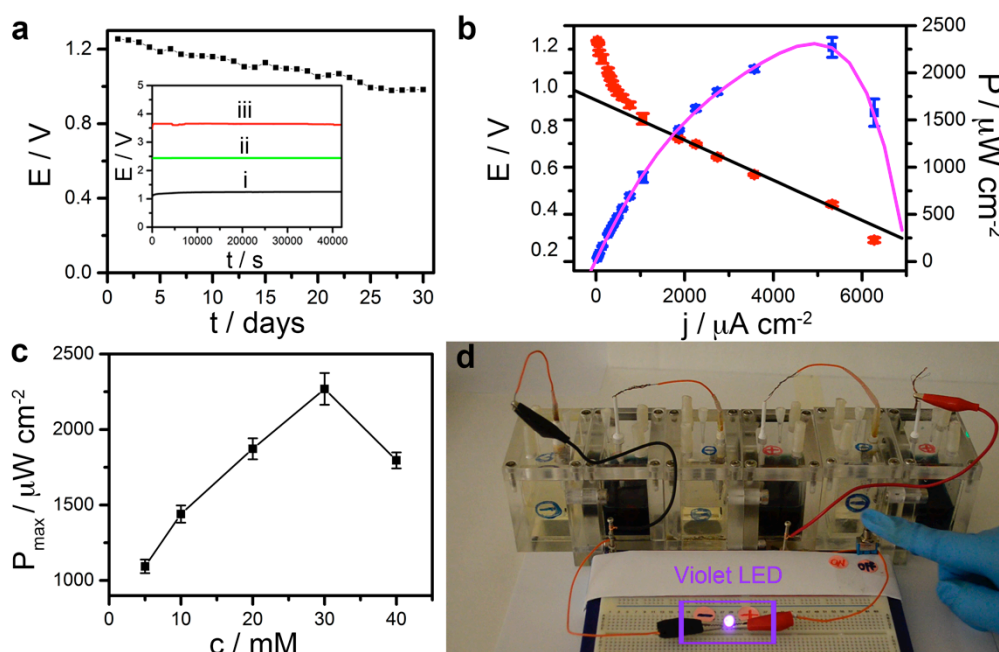 a
E / V
1.2
0.8
0.4
0.0
0 5 10 15 20 25 30
t / days
E / V
5
4
3
2
1
0
iii
ii
i
0 10000 20000 30000 40000
t / s
b
E / V
1.2
1.0
0.8
0.6
0.4
0.2
P / μW cm-2
2500
2000
1500
1000
500
0
0 2000 4000 6000
j / μA cm-2
c
Pmax / μW cm-2
2500
2000
1500
1000
0 10 20 30 40
c / mM
d
Violet LED
ON OFF
− +